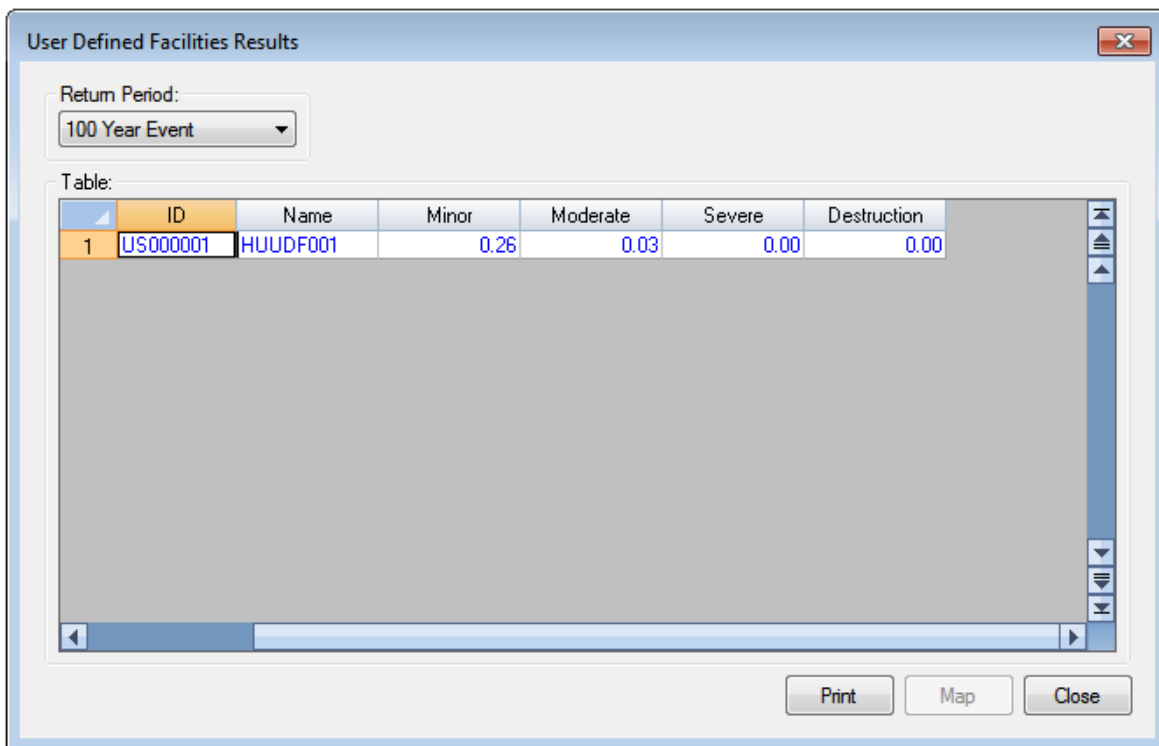 User Defined Facilities Results
Return Period:
100 Year Event
Table:
ID Name Minor Moderate Severe Destruction
1 US000001 HUUDF001 0.26 0.03 0.00 0.00
Print Map Close